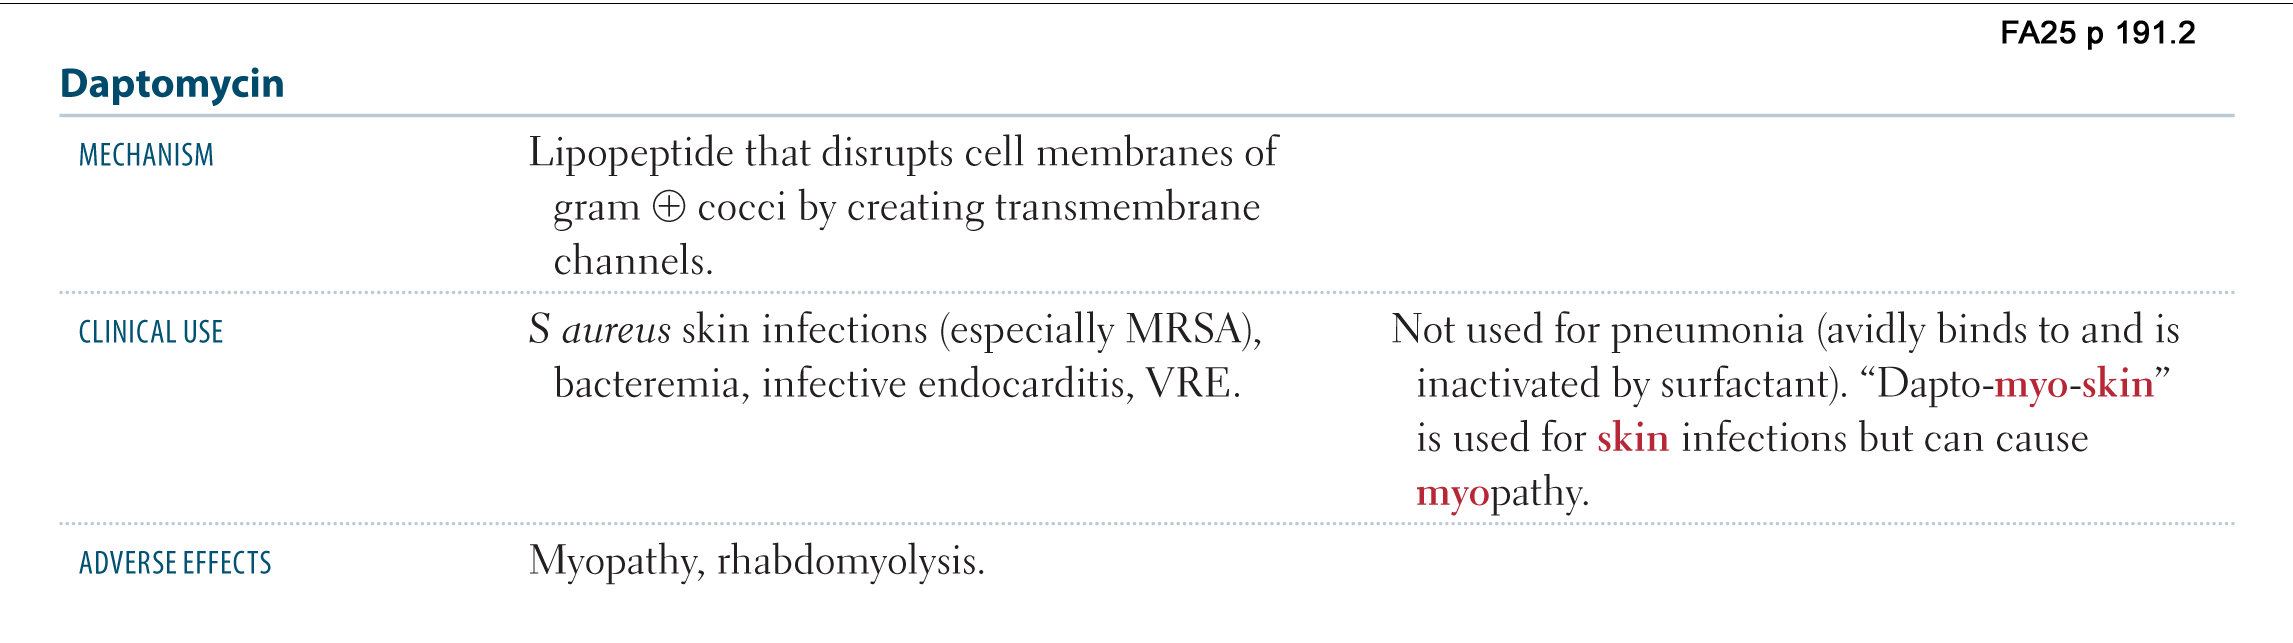 FA25 p 191.2
Daptomycin
MECHANISM
Lipopeptide that disrupts cell membranes of
gram ⊕ cocci by creating transmembrane
channels.
CLINICAL USE
S aureus skin infections (especially MRSA),
bacteremia, infective endocarditis, VRE.
Not used for pneumonia (avidly binds to and is
inactivated by surfactant). “Dapto-myo-skin”
is used for skin infections but can cause
myopathy.
ADVERSE EFFECTS
Myopathy, rhabdomyolysis.